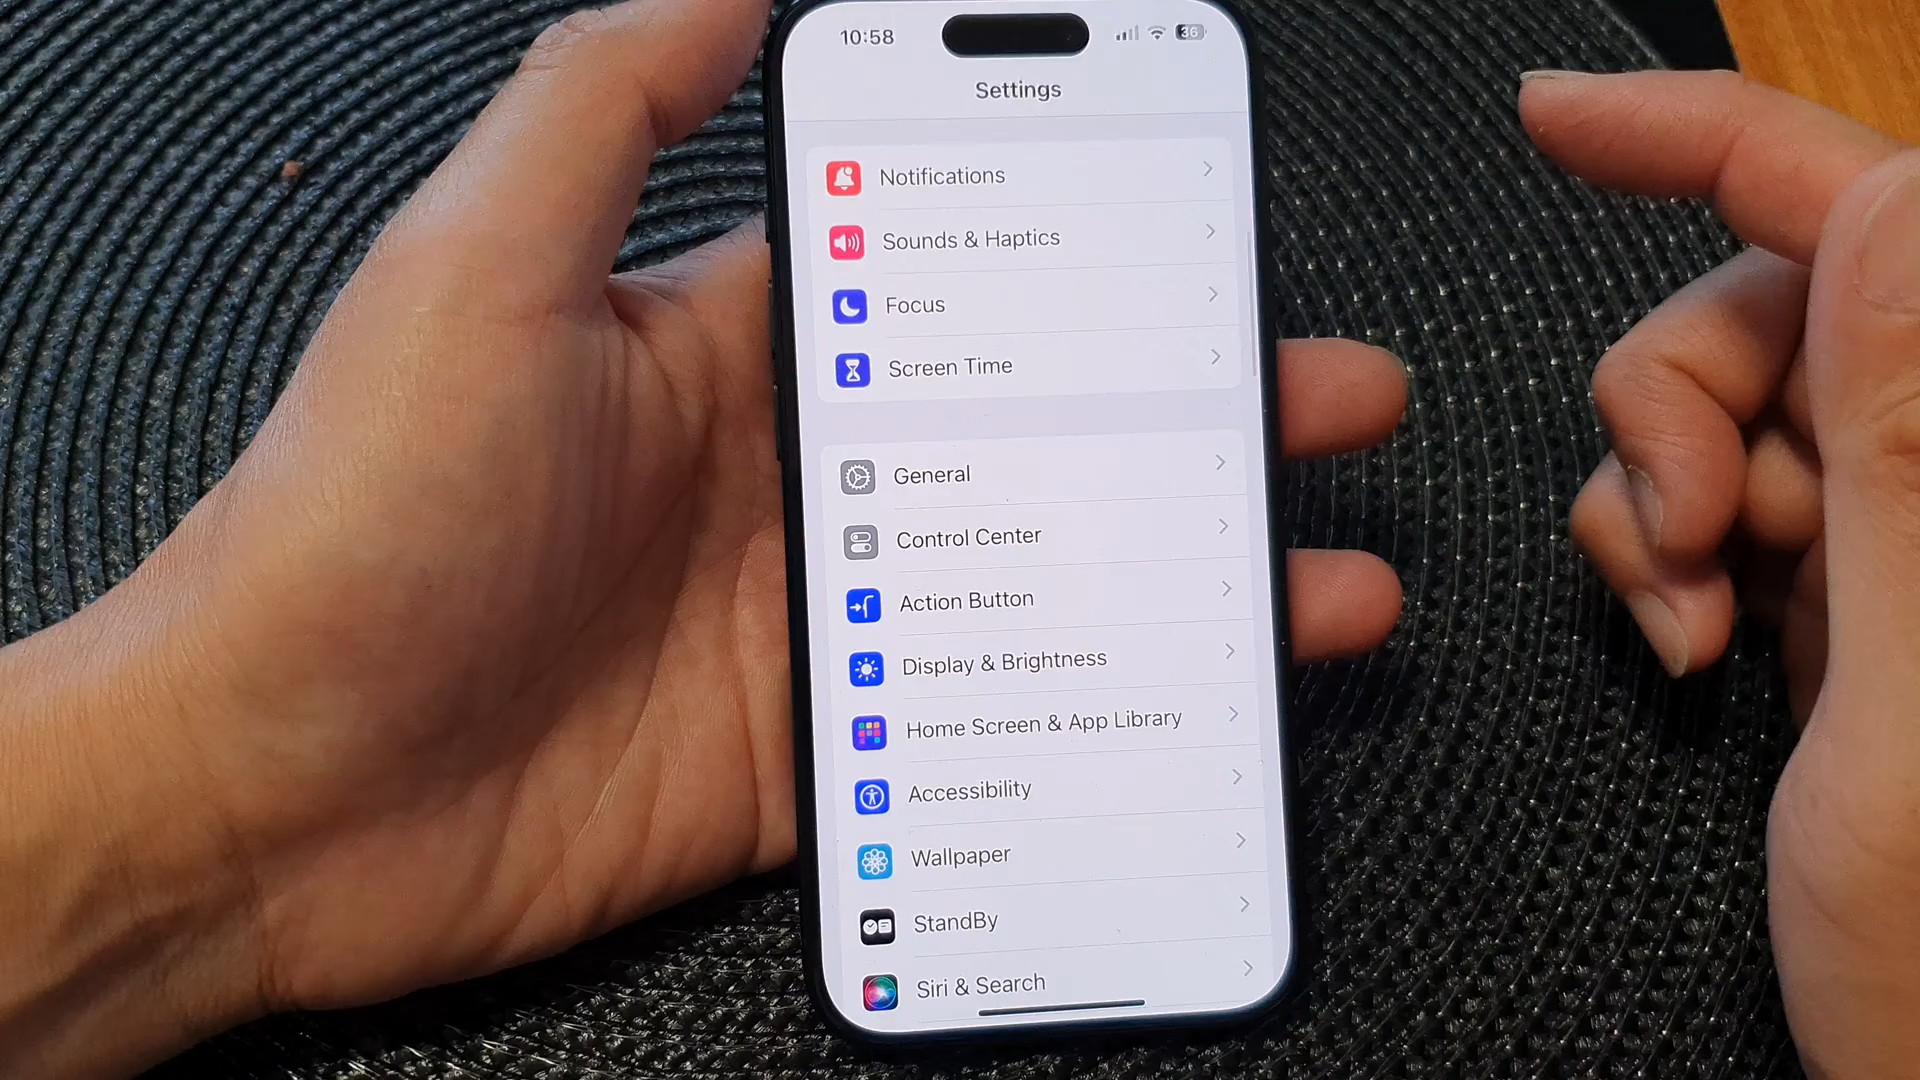 10:58
36
Settings
Notifications
Sounds & Haptics
Focus
Screen Time
General
Control Center
Action Button
Display & Brightness
Home Screen & App Library
Accessibility
Wallpaper
StandBy
Siri & Search